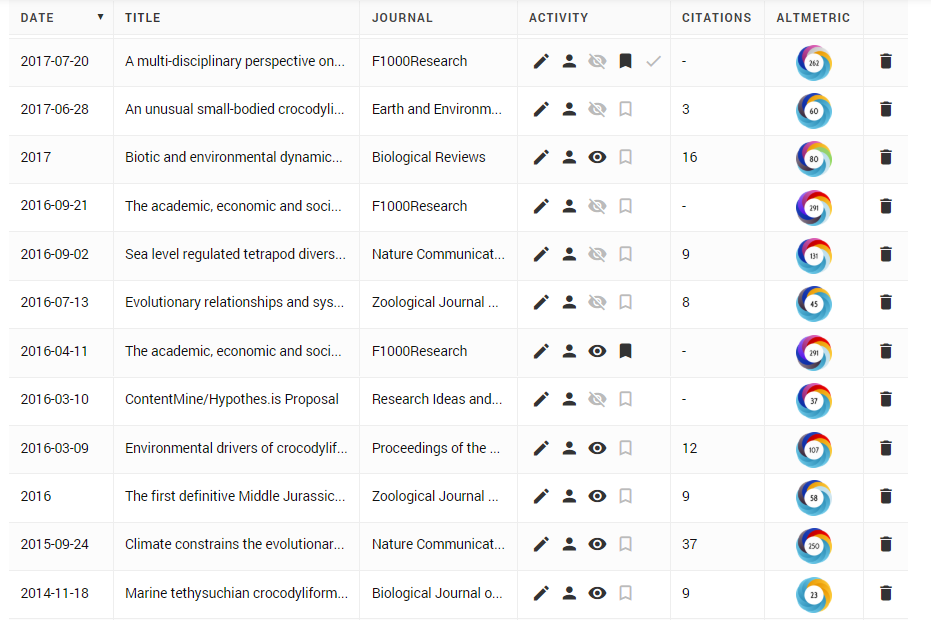 DATE ▼ TITLE JOURNAL ACTIVITY CITATIONS ALTMETRIC
2017-07-20 A multi-disciplinary perspective on... F1000Research - 262
2017-06-28 An unusual small-bodied crocodyli... Earth and Environm... 3 60
2017 Biotic and environmental dynamic... Biological Reviews 16 80
2016-09-21 The academic, economic and soci... F1000Research - 291
2016-09-02 Sea level regulated tetrapod divers... Nature Communicat... 9 131
2016-07-13 Evolutionary relationships and sys... Zoological Journal ... 8 45
2016-04-11 The academic, economic and soci... F1000Research - 291
2016-03-10 ContentMine/Hypothes.is Proposal Research Ideas and... - 37
2016-03-09 Environmental drivers of crocodylif... Proceedings of the ... 12 107
2016 The first definitive Middle Jurassic... Zoological Journal ... 9 58
2015-09-24 Climate constrains the evolutionar... Nature Communicat... 37 250
2014-11-18 Marine tethysuchian crocodyliform... Biological Journal o... 9 23